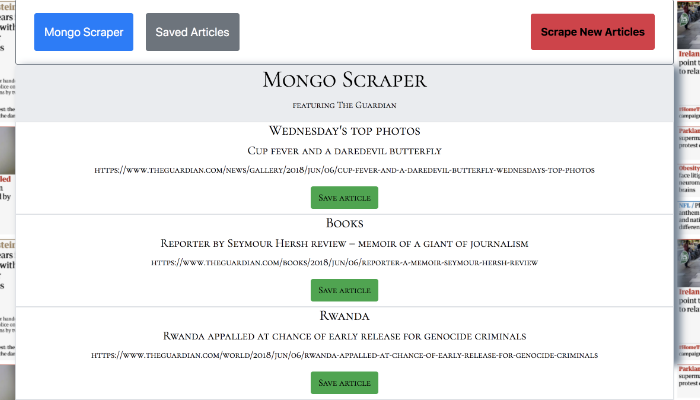 Mongo Scraper
Saved Articles
Scrape New Articles
Mongo Scraper
featuring The Guardian
Wednesday's top photos
Cup fever and a daredevil butterfly
https://www.theguardian.com/news/gallery/2018/jun/06/cup-fever-and-a-daredevil-butterfly-wednesdays-top-photos
Save article
Books
Reporter by Seymour Hersh review – memoir of a giant of journalism
https://www.theguardian.com/books/2018/jun/06/reporter-a-memoir-seymour-hersh-review
Save article
Rwanda
Rwanda appalled at chance of early release for genocide criminals
https://www.theguardian.com/world/2018/jun/06/rwanda-appalled-at-chance-of-early-release-for-genocide-criminals
Save article